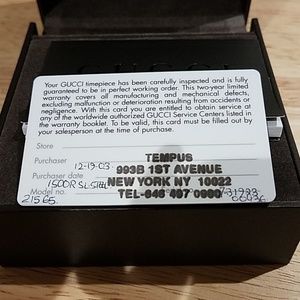 Your GUCCI timepiece has been carefully inspected and is fully
guaranteed to be in perfect working order. This two-year limited
warranty covers all manufacturing and mechanical defects,
excluding malfunction or deterioration resulting from accidents or
negligence. With this card you are entitled to obtain service at
any of the worldwide authorized GUCCI Service Centers listed in
the warranty booklet. To be valid, this card must be filled out by
your salesperson at the time of purchase.
Store
Purchaser TEMPUS
12-19-03 993B 1ST AVENUE
Purchase date NEW YORK NY 10022
1500R
Model no. TEL-646
21565